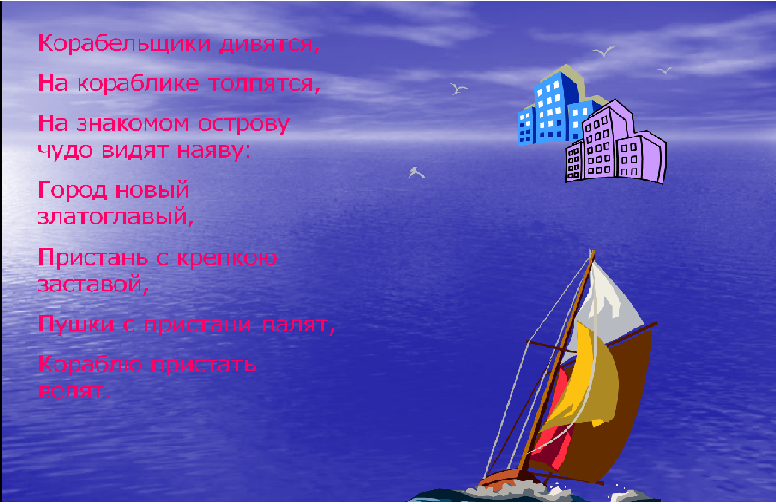 Корабельщики дивятся,
На кораблике толпятся,
На знакомом острову
чудо видят наяву:
Город новый
златоглавый,
Пристань с крепкою
заставой,
Пушки с пристани палят,
Кораблю пристать
велят.